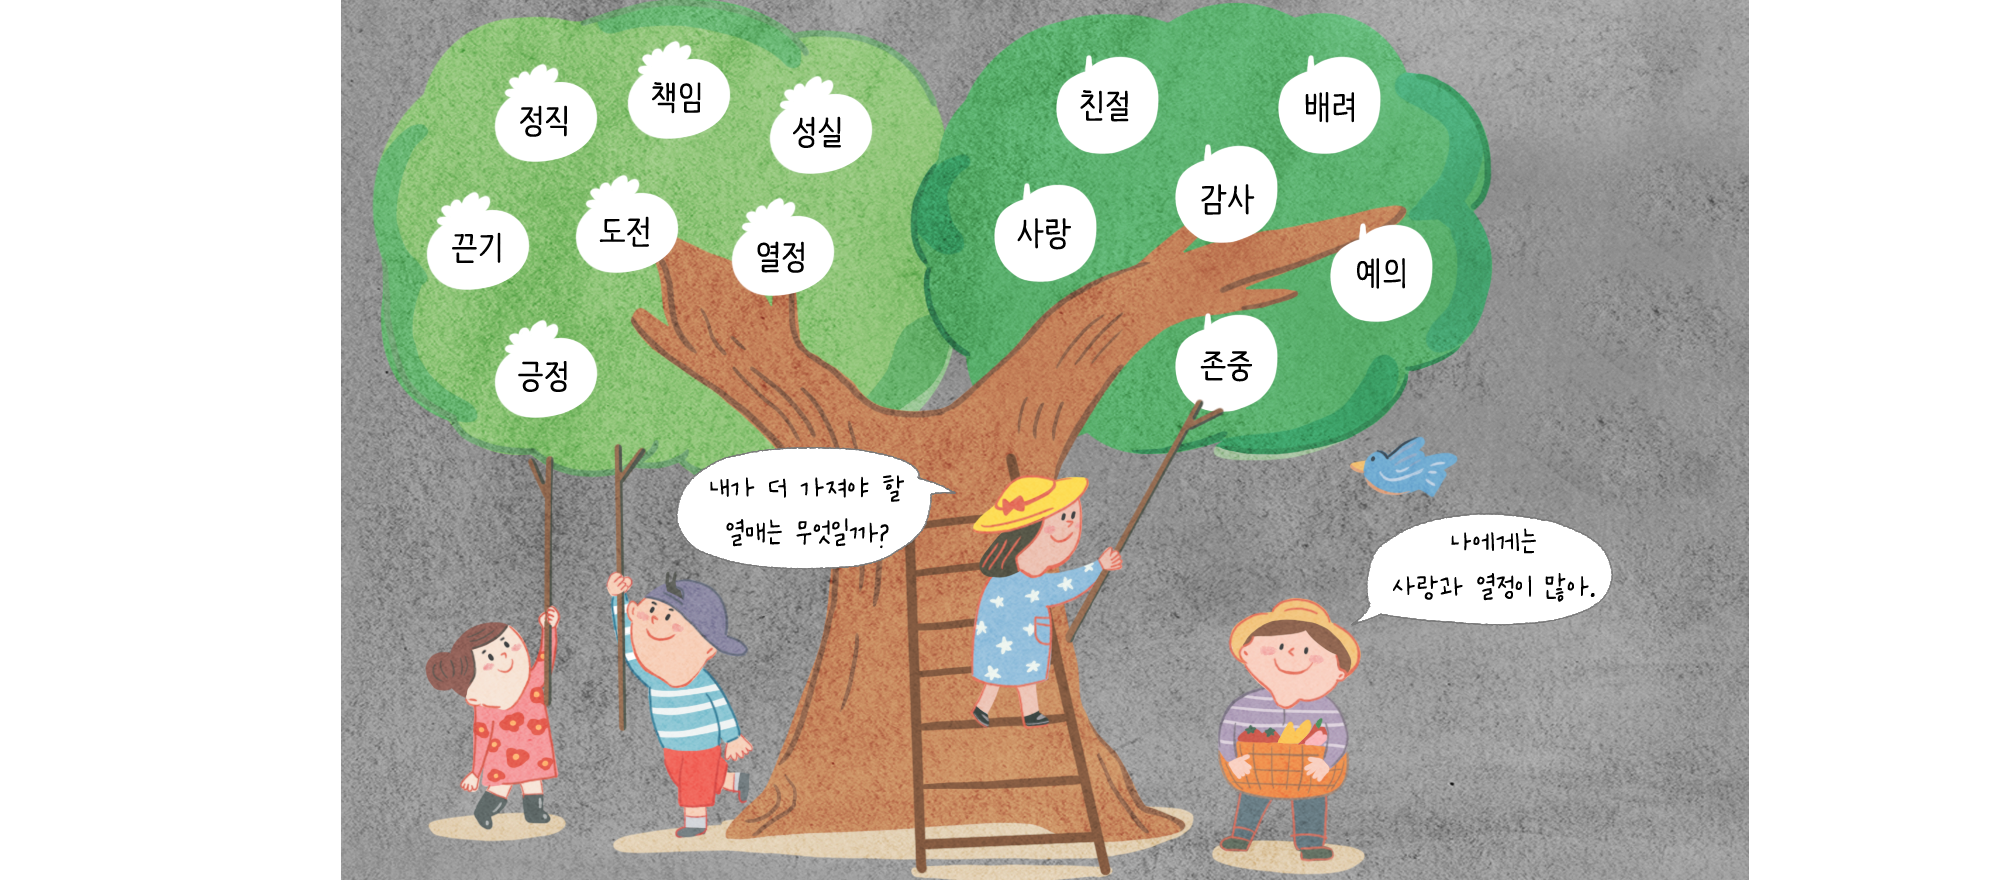 정직
책임
성실
끈기
도전
열정
긍정
친절
배려
감사
사랑
예의
존중
내가 더 가져야 할
열매는 무엇일까?
나에게는
사랑과 열정이 많아.